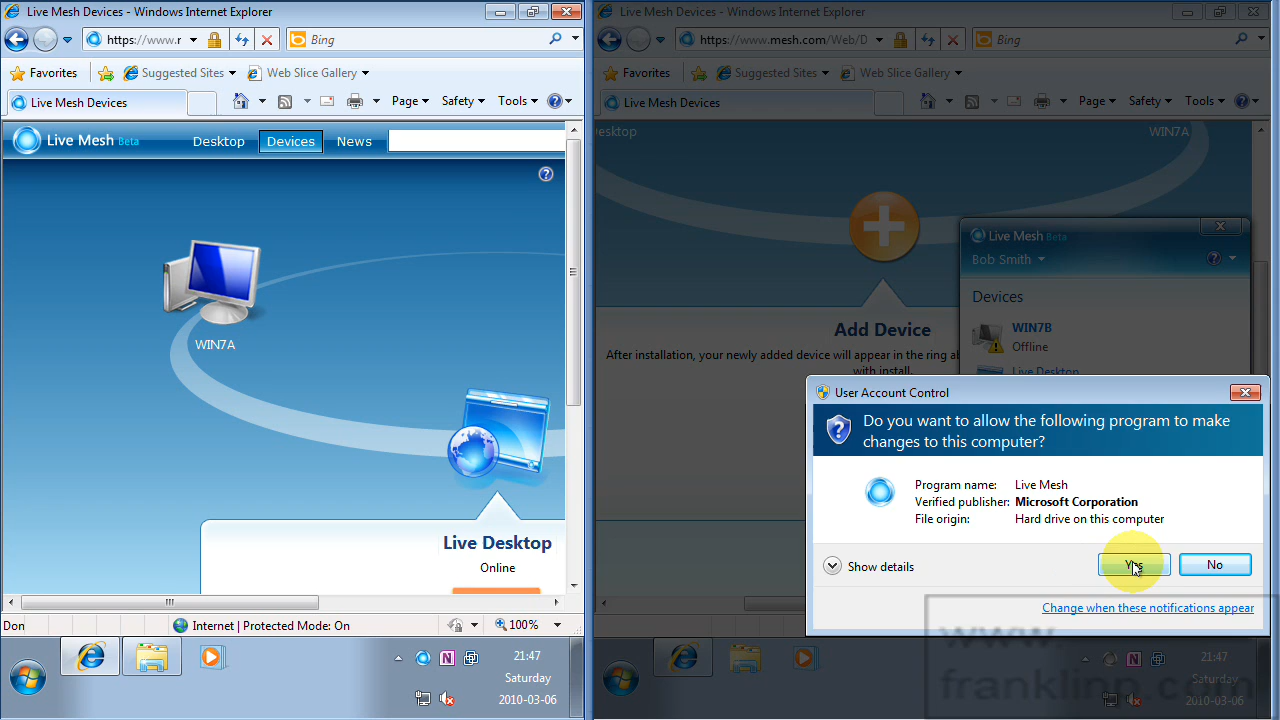 Live Mesh Devices - Windows Internet Explorer
https://www.r
Bing
Favorites
Suggested Sites
Web Slice Gallery
Live Mesh Devices
Page
Safety
Tools
Live Mesh Beta
Desktop
Devices
News
WIN7A
Live Desktop
Online
Don
Internet | Protected Mode: On
100%
21:47
Saturday
2010-03-06
Live Mesh Devices - Windows Internet Explorer
https://www.mesh.com/Web/D
Bing
Favorites
Suggested Sites
Web Slice Gallery
Live Mesh Devices
Page
Safety
Tools
esktop
WIN7A
Add Device
After installation, your newly added device will appear in the ring ab
with install.
Live Mesh Beta
Bob Smith
Devices
WIN7B
Offline
Live Desktop
User Account Control
Do you want to allow the following program to make
changes to this computer?
Program name: Live Mesh
Verified publisher: Microsoft Corporation
File origin: Hard drive on this computer
Show details
Yes
No
Change when these notifications appear
www.
franklinn.com
21:47
Saturday
2010-03-06